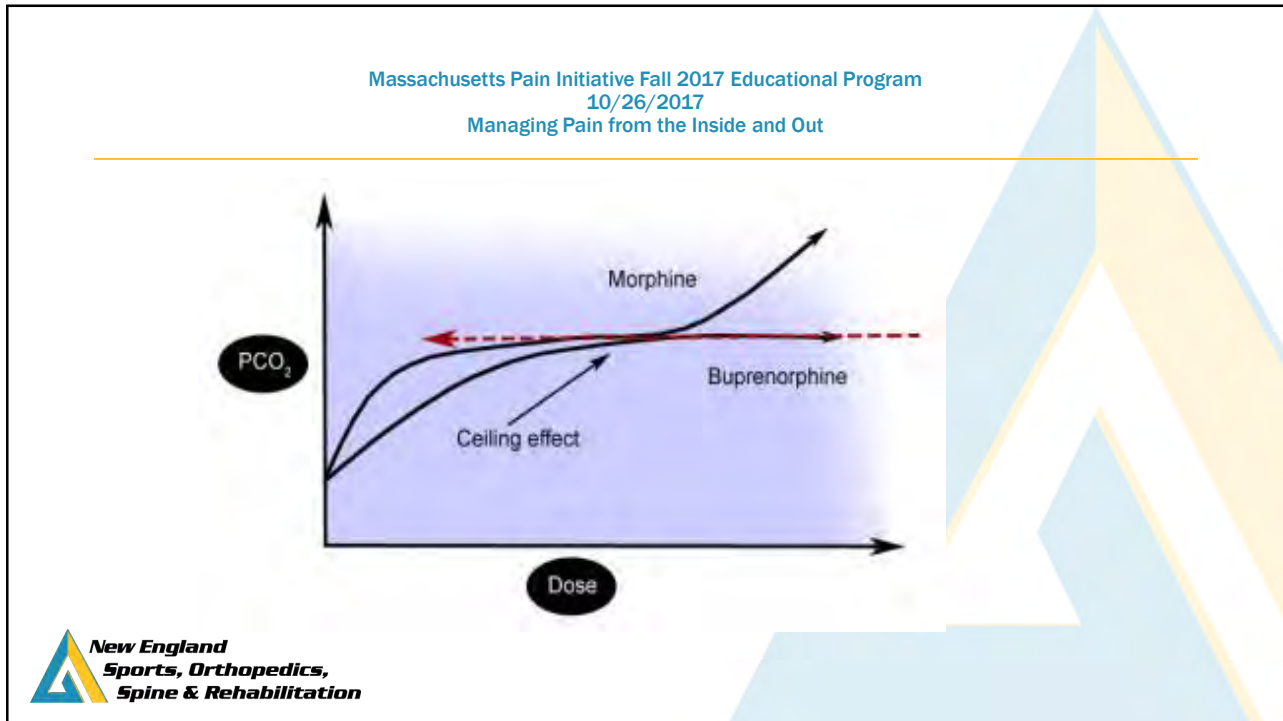 Massachusetts Pain Initiative Fall 2017 Educational Program
10/26/2017
Managing Pain from the Inside and Out
Morphine
PCO₂
Buprenorphine
Ceiling effect
Dose
New England
Sports, Orthopedics,
Spine & Rehabilitation